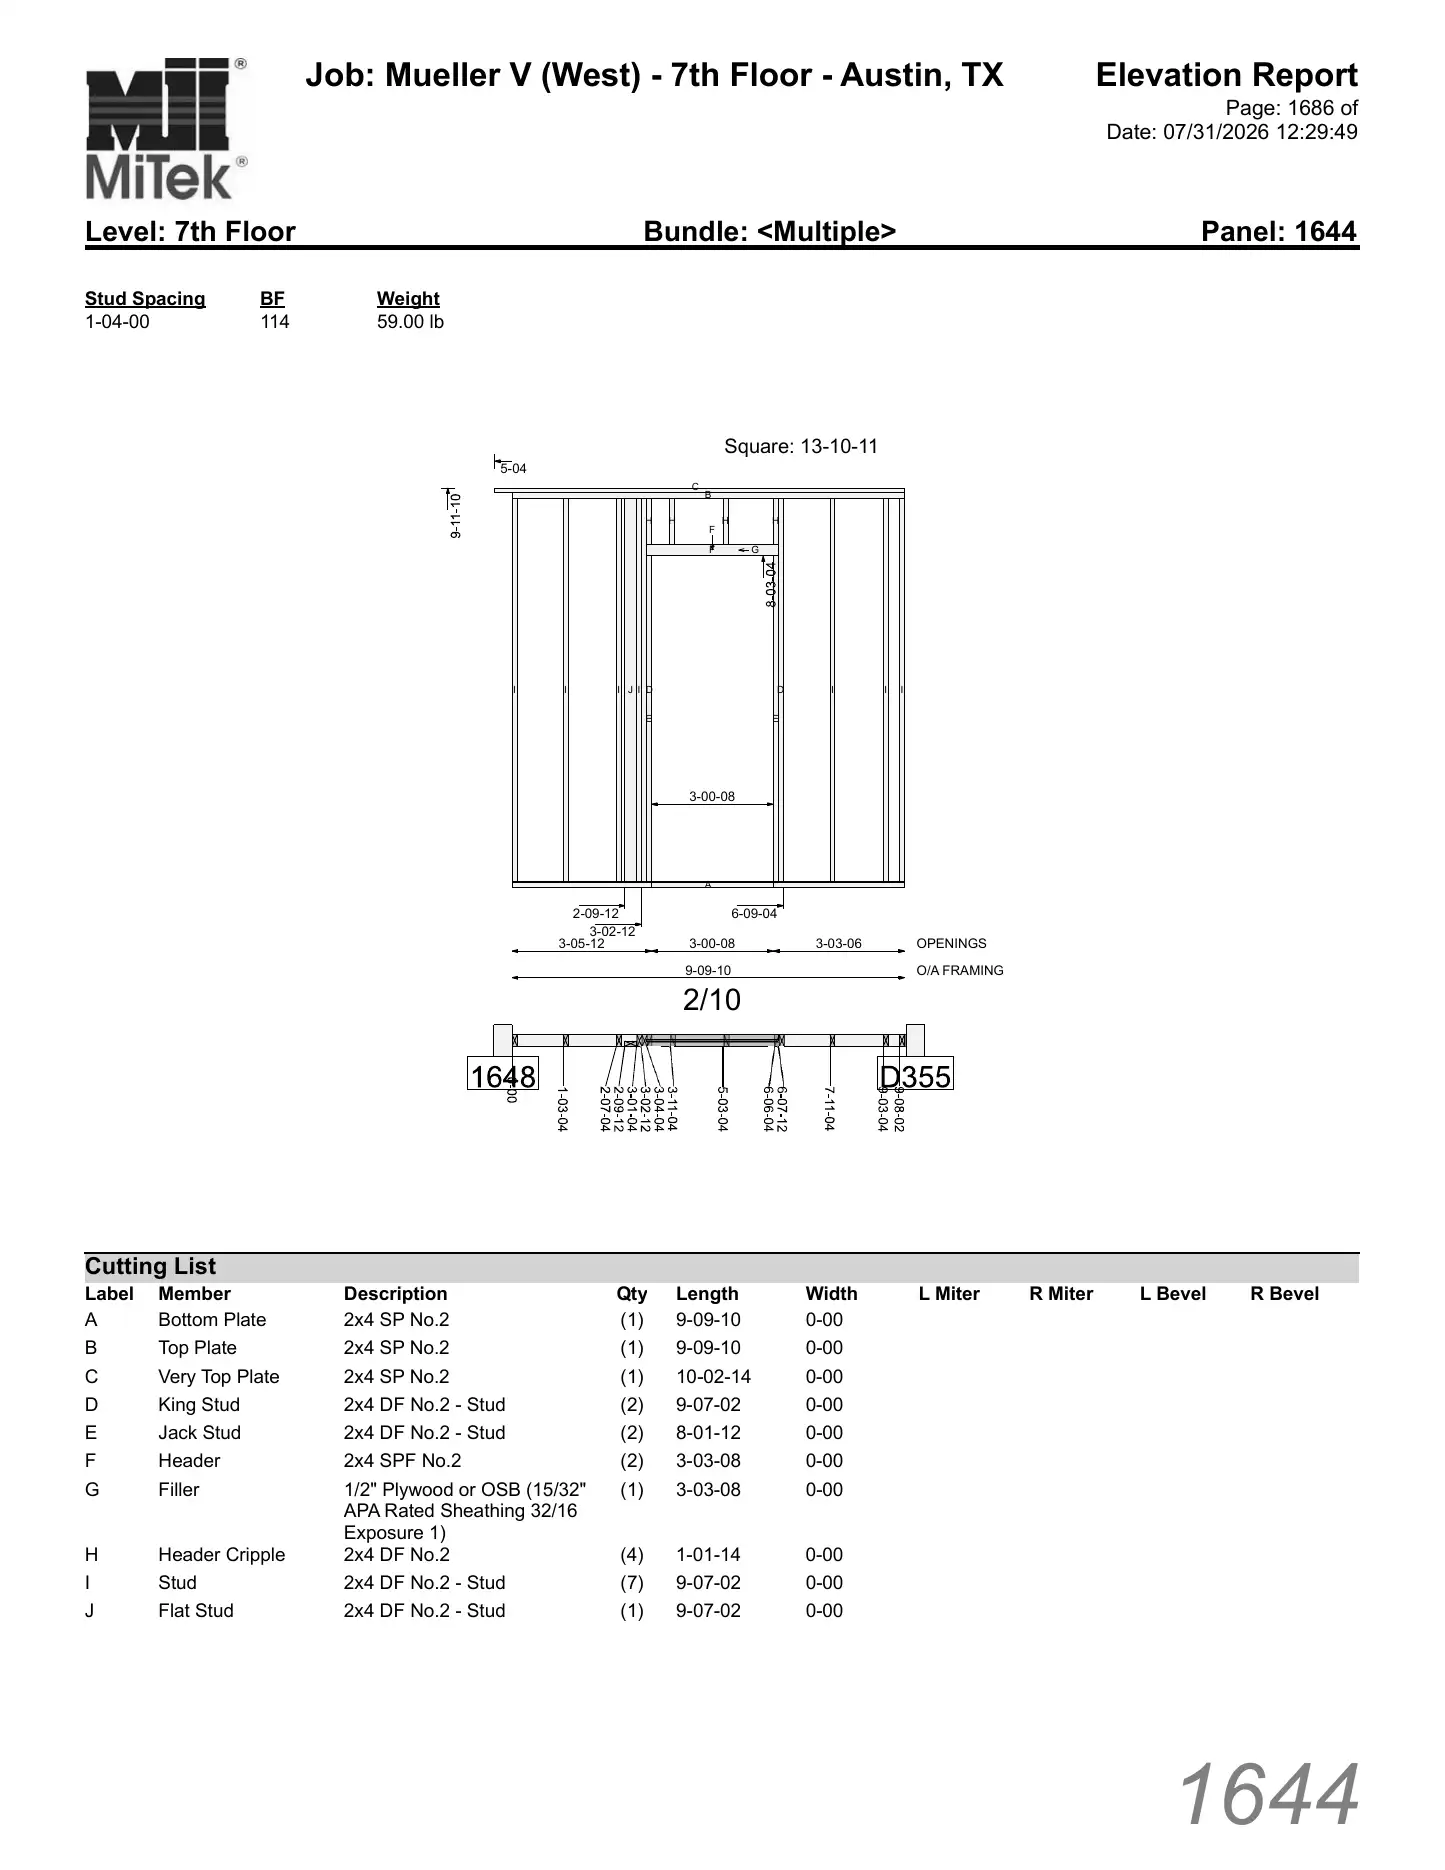 Job: Mueller V (West) - 7th Floor - Austin, TX
Elevation Report
Page: 1686 of
Date: 07/31/2026 12:29:49
MiTek®
Level: 7th Floor Bundle: <Multiple> Panel: 1644
Stud Spacing BF Weight
1-04-00 114 59.00 lb
Square: 13-10-11
5-04
9-11-10
C
B
H H H H
F
F G
8-03-04
I I I J I D D I I I
E E
3-00-08
A
2-09-12 6-09-04
3-02-12
3-05-12 3-00-08 3-03-06 OPENINGS
9-09-10 O/A FRAMING
2/10
1648 D355
1-03-04 2-07-04 2-09-12 3-01-04 3-02-12 3-04-04 3-11-04 5-03-04 6-06-04 6-07-12 7-11-04 9-03-04 9-08-02
Cutting List
Label Member Description Qty Length Width L Miter R Miter L Bevel R Bevel
A Bottom Plate 2x4 SP No.2 (1) 9-09-10 0-00
B Top Plate 2x4 SP No.2 (1) 9-09-10 0-00
C Very Top Plate 2x4 SP No.2 (1) 10-02-14 0-00
D King Stud 2x4 DF No.2 - Stud (2) 9-07-02 0-00
E Jack Stud 2x4 DF No.2 - Stud (2) 8-01-12 0-00
F Header 2x4 SPF No.2 (2) 3-03-08 0-00
G Filler 1/2" Plywood or OSB (15/32" (1) 3-03-08 0-00
APA Rated Sheathing 32/16
Exposure 1)
H Header Cripple 2x4 DF No.2 (4) 1-01-14 0-00
I Stud 2x4 DF No.2 - Stud (7) 9-07-02 0-00
J Flat Stud 2x4 DF No.2 - Stud (1) 9-07-02 0-00
1644